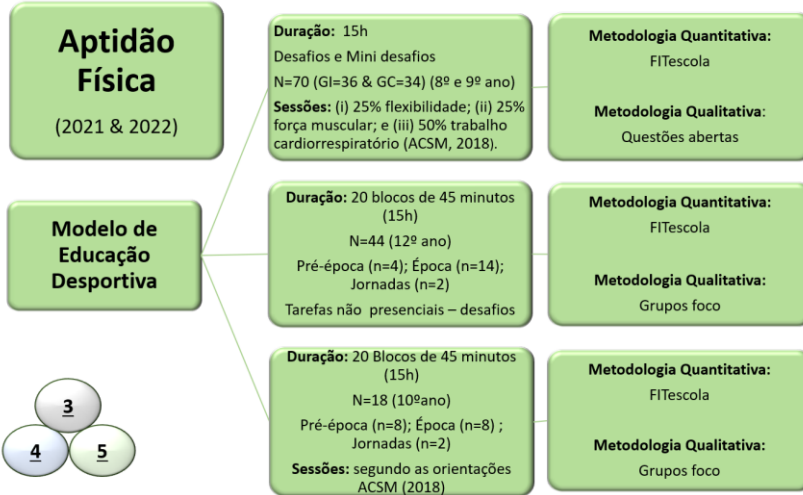 Aptidão
Física
(2021 & 2022)
Modelo de
Educação
Desportiva
Duração: 15h
Desafios e Mini desafios
N=70 (GI=36 & GC=34) (8º e 9º ano)
Sessões: (i) 25% flexibilidade; (ii) 25%
força muscular; e (iii) 50% trabalho
cardiorrespiratório (ACSM, 2018).
Metodologia Quantitativa:
FITescola
Metodologia Qualitativa:
Questões abertas
Duração: 20 blocos de 45 minutos
(15h)
N=44 (12º ano)
Pré-época (n=4); Época (n=14);
Jornadas (n=2)
Tarefas não presenciais – desafios
Metodologia Quantitativa:
FITescola
Metodologia Qualitativa:
Grupos foco
Duração: 20 Blocos de 45 minutos
(15h)
N=18 (10ºano)
Pré-época (n=8); Época (n=8) ;
Jornadas (n=2)
Sessões: segundo as orientações
ACSM (2018)
Metodologia Quantitativa:
FITescola
Metodologia Qualitativa:
Grupos foco
3
4
5